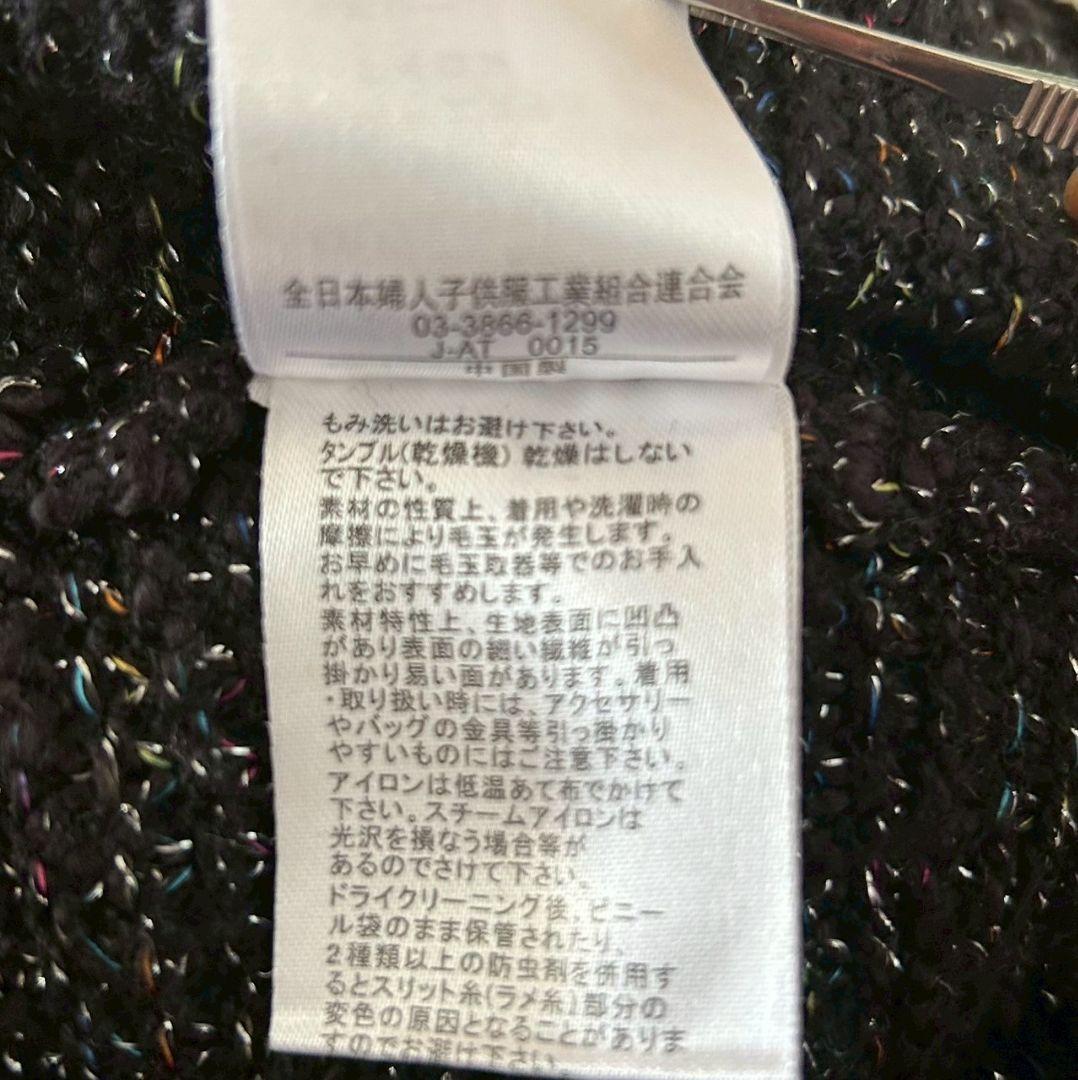 全日本婦人子供服工業組合連合会
03-3866-1299
J-AT 0015
中国製
もみ洗いはお避け下さい。
タンブル(乾燥機)乾燥はしない
で下さい。
素材の性質上、着用や洗濯時の
摩擦により毛玉が発生します。
お早めに毛玉取器等でのお手入
れをおすすめします。
素材特性上、生地表面に凹凸
があり表面の細い繊維が引っ
掛かり易い面があります。着用
・取り扱い時には、アクセサリー
やバッグの金具等引っ掛かり
やすいものにはご注意下さい。
アイロンは低温あて布でかけて
下さい。スチームアイロンは
光沢を損なう場合等が
あるのでさけて下さい。
ドライクリーニング後、ビニー
ル袋のまま保管されたり、
2種類以上の防虫剤を併用す
るとスリット糸(ラメ糸)部分の
変色の原因となることがありま
すのでお避け下さい。